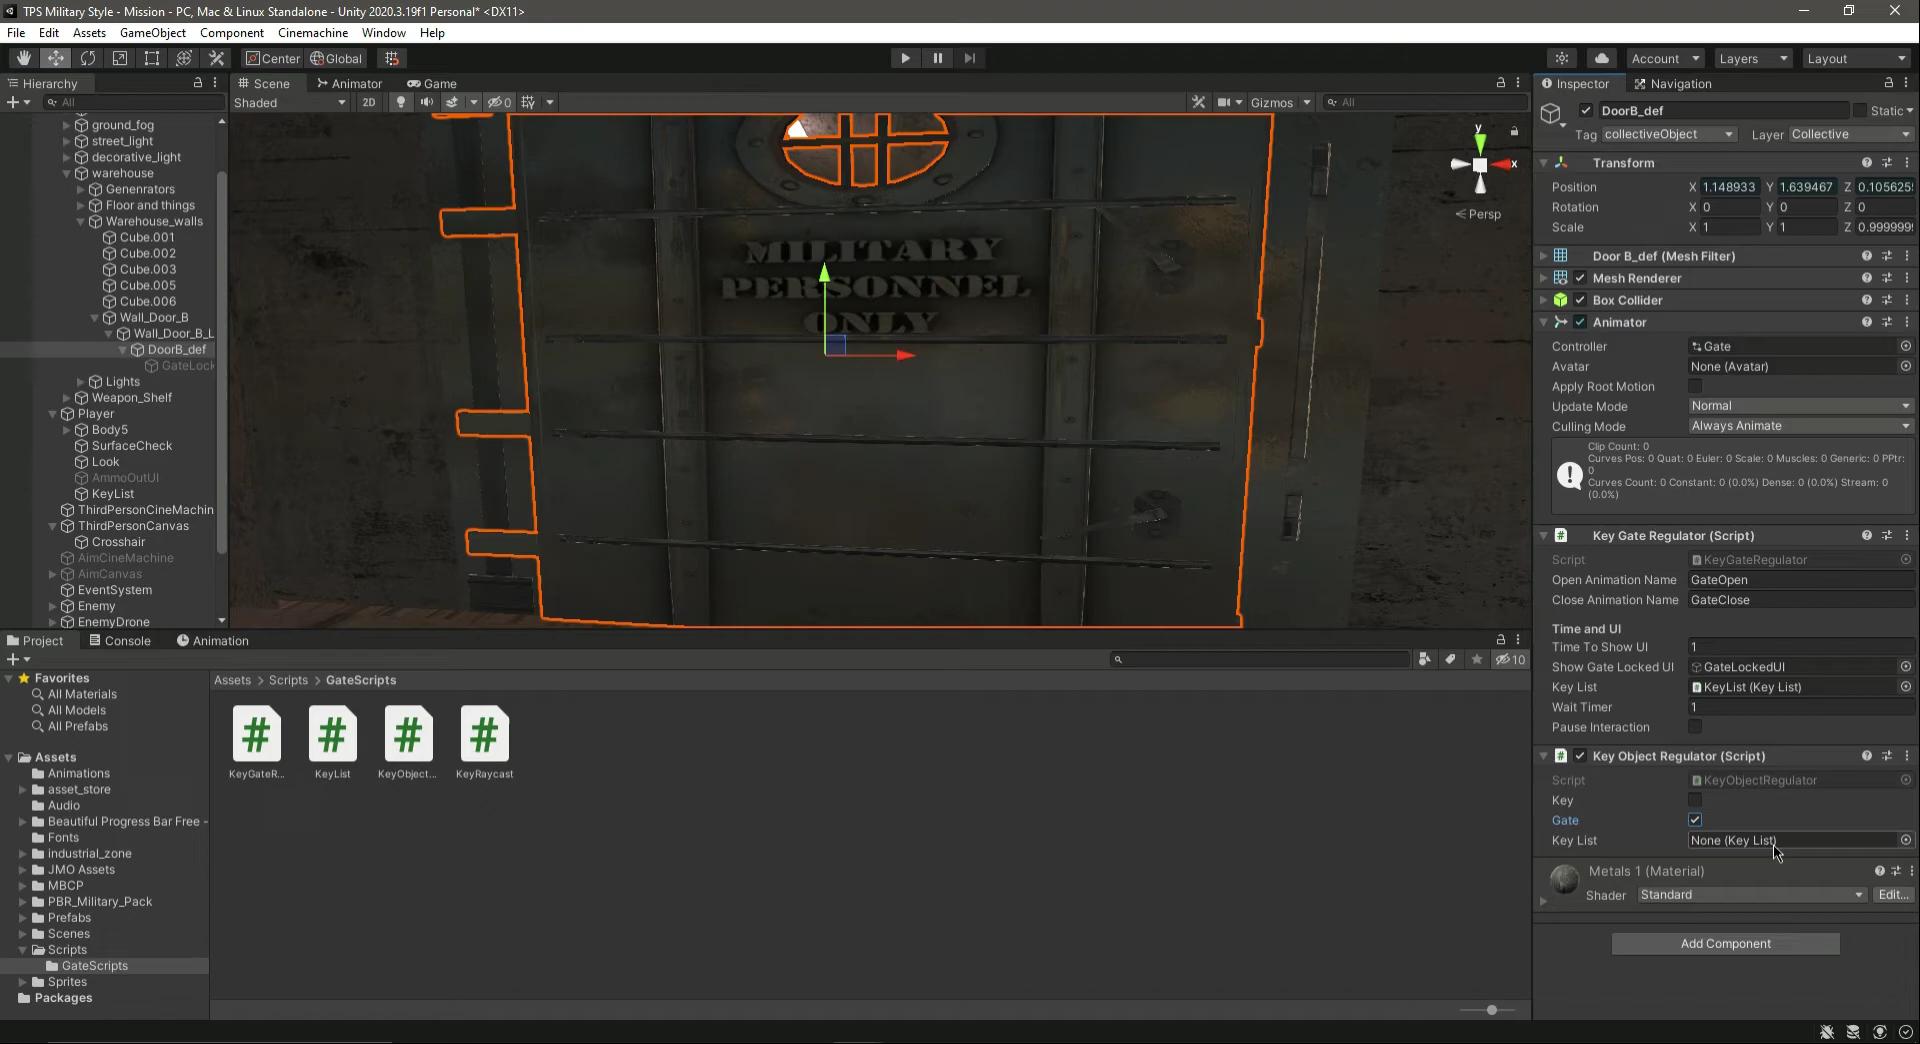 TPS Military Style - Mission - PC, Mac & Linux Standalone - Unity 2020.3.19f1 Personal* <DX11>
File Edit Assets GameObject Component Cinemachine Window Help
Center Global Account Layers Layout
Hierarchy
All
ground_fog
street_light
decorative_light
warehouse
Genenrators
Floor and things
Warehouse_walls
Cube.001
Cube.002
Cube.003
Cube.005
Cube.006
Wall_Door_B
Wall_Door_B_L
DoorB_def
GateLock
Lights
Weapon_Shelf
Player
Body5
SurfaceCheck
Look
AmmoOutUI
KeyList
ThirdPersonCineMachin
ThirdPersonCanvas
Crosshair
AimCineMachine
AimCanvas
EventSystem
Enemy
EnemyDrone
Scene Animator Game
Shaded 2D 0 Gizmos All
MILITARY
PERSONNEL
ONLY
y
x
Persp
Inspector Navigation
DoorB_def Static
Tag collectiveObject Layer Collective
Transform
Position X 1.148933 Y 1.639467 Z 0.105625
Rotation X 0 Y 0 Z 0
Scale X 1 Y 1 Z 0.999999
Door B_def (Mesh Filter)
Mesh Renderer
Box Collider
Animator
Controller Gate
Avatar None (Avatar)
Apply Root Motion
Update Mode Normal
Culling Mode Always Animate
Clip Count: 0
Curves Pos: 0 Quat: 0 Euler: 0 Scale: 0 Muscles: 0 Generic: 0 PPtr:
0
Curves Count: 0 Constant: 0 (0.0%) Dense: 0 (0.0%) Stream: 0
(0.0%)
Key Gate Regulator (Script)
Script KeyGateRegulator
Open Animation Name GateOpen
Close Animation Name GateClose
Time and UI
Time To Show UI 1
Show Gate Locked UI GateLockedUI
Key List KeyList (Key List)
Wait Timer 1
Pause Interaction
Key Object Regulator (Script)
Script KeyObjectRegulator
Key
Gate
Key List None (Key List)
Metals 1 (Material)
Shader Standard Edit...
Add Component
Project Console Animation
10
Favorites
All Materials
All Models
All Prefabs
Assets
Animations
asset_store
Audio
Beautiful Progress Bar Free -
Fonts
industrial_zone
JMO Assets
MBCP
PBR_Military_Pack
Prefabs
Scenes
Scripts
GateScripts
Sprites
Packages
Assets > Scripts > GateScripts
KeyGateR... KeyList KeyObject... KeyRaycast